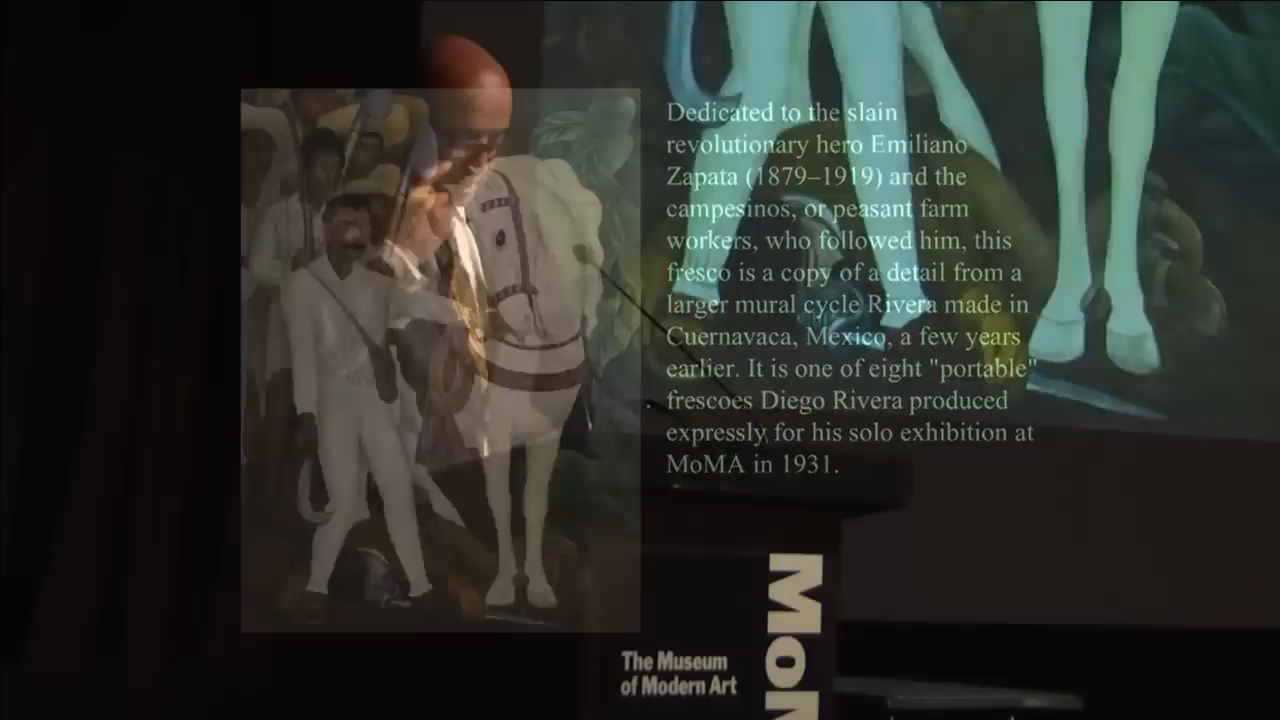 Dedicated to the slain
revolutionary hero Emiliano
Zapata (1879–1919) and the
campesinos, or peasant farm
workers, who followed him, this
fresco is a copy of a detail from a
larger mural cycle Rivera made in
Cuernavaca, Mexico, a few years
earlier. It is one of eight "portable"
frescoes Diego Rivera produced
expressly for his solo exhibition at
MoMA in 1931.
The Museum
of Modern Art
MoM